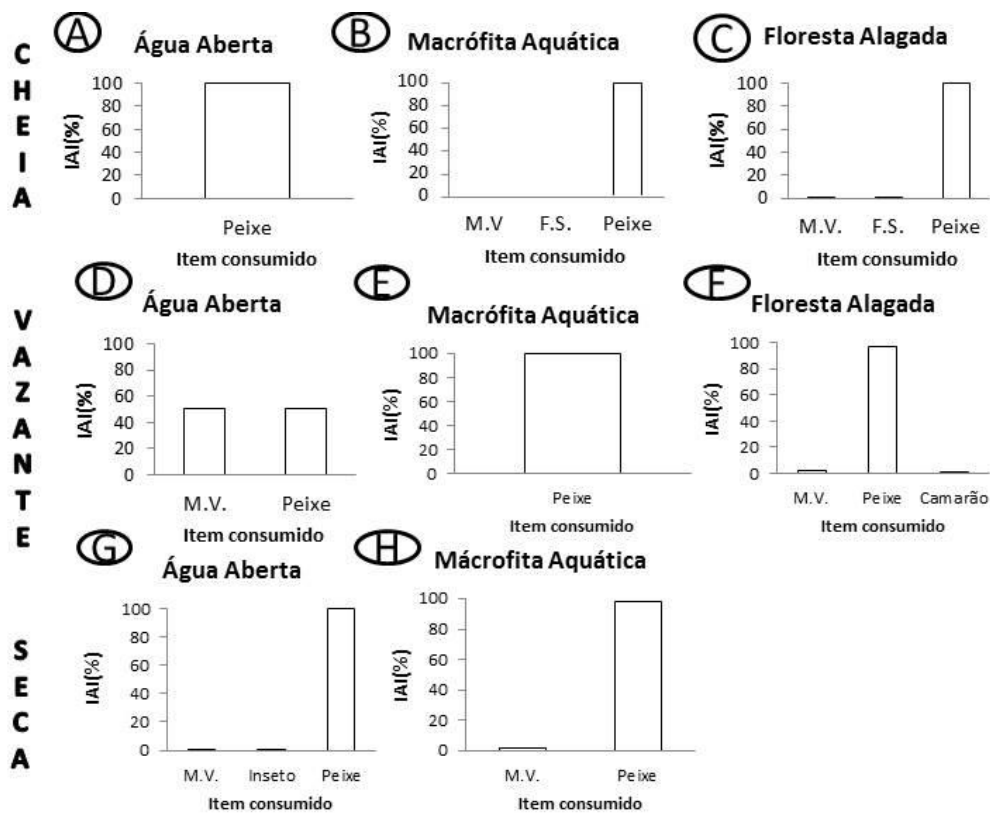 CHEIA
A
Água Aberta
IAI(%)
100
80
60
40
20
0
Peixe
Item consumido
B
Macrófita Aquática
IAI(%)
100
80
60
40
20
0
M.V F.S. Peixe
Item consumido
C
Floresta Alagada
IAI(%)
100
80
60
40
20
0
M.V. F.S. Peixe
Item consumido
VAZANTE
D
Água Aberta
IAI(%)
100
80
60
40
20
0
M.V. Peixe
Item consumido
E
Macrófita Aquática
IAI(%)
100
80
60
40
20
0
Peixe
Item consumido
F
Floresta Alagada
IAI(%)
100
80
60
40
20
0
M.V. Peixe Camarão
Item consumido
SECA
G
Água Aberta
IAI(%)
100
80
60
40
20
0
M.V. Inseto Peixe
Item consumido
H
Mácrofita Aquática
IAI(%)
100
80
60
40
20
0
M.V. Peixe
Item consumido